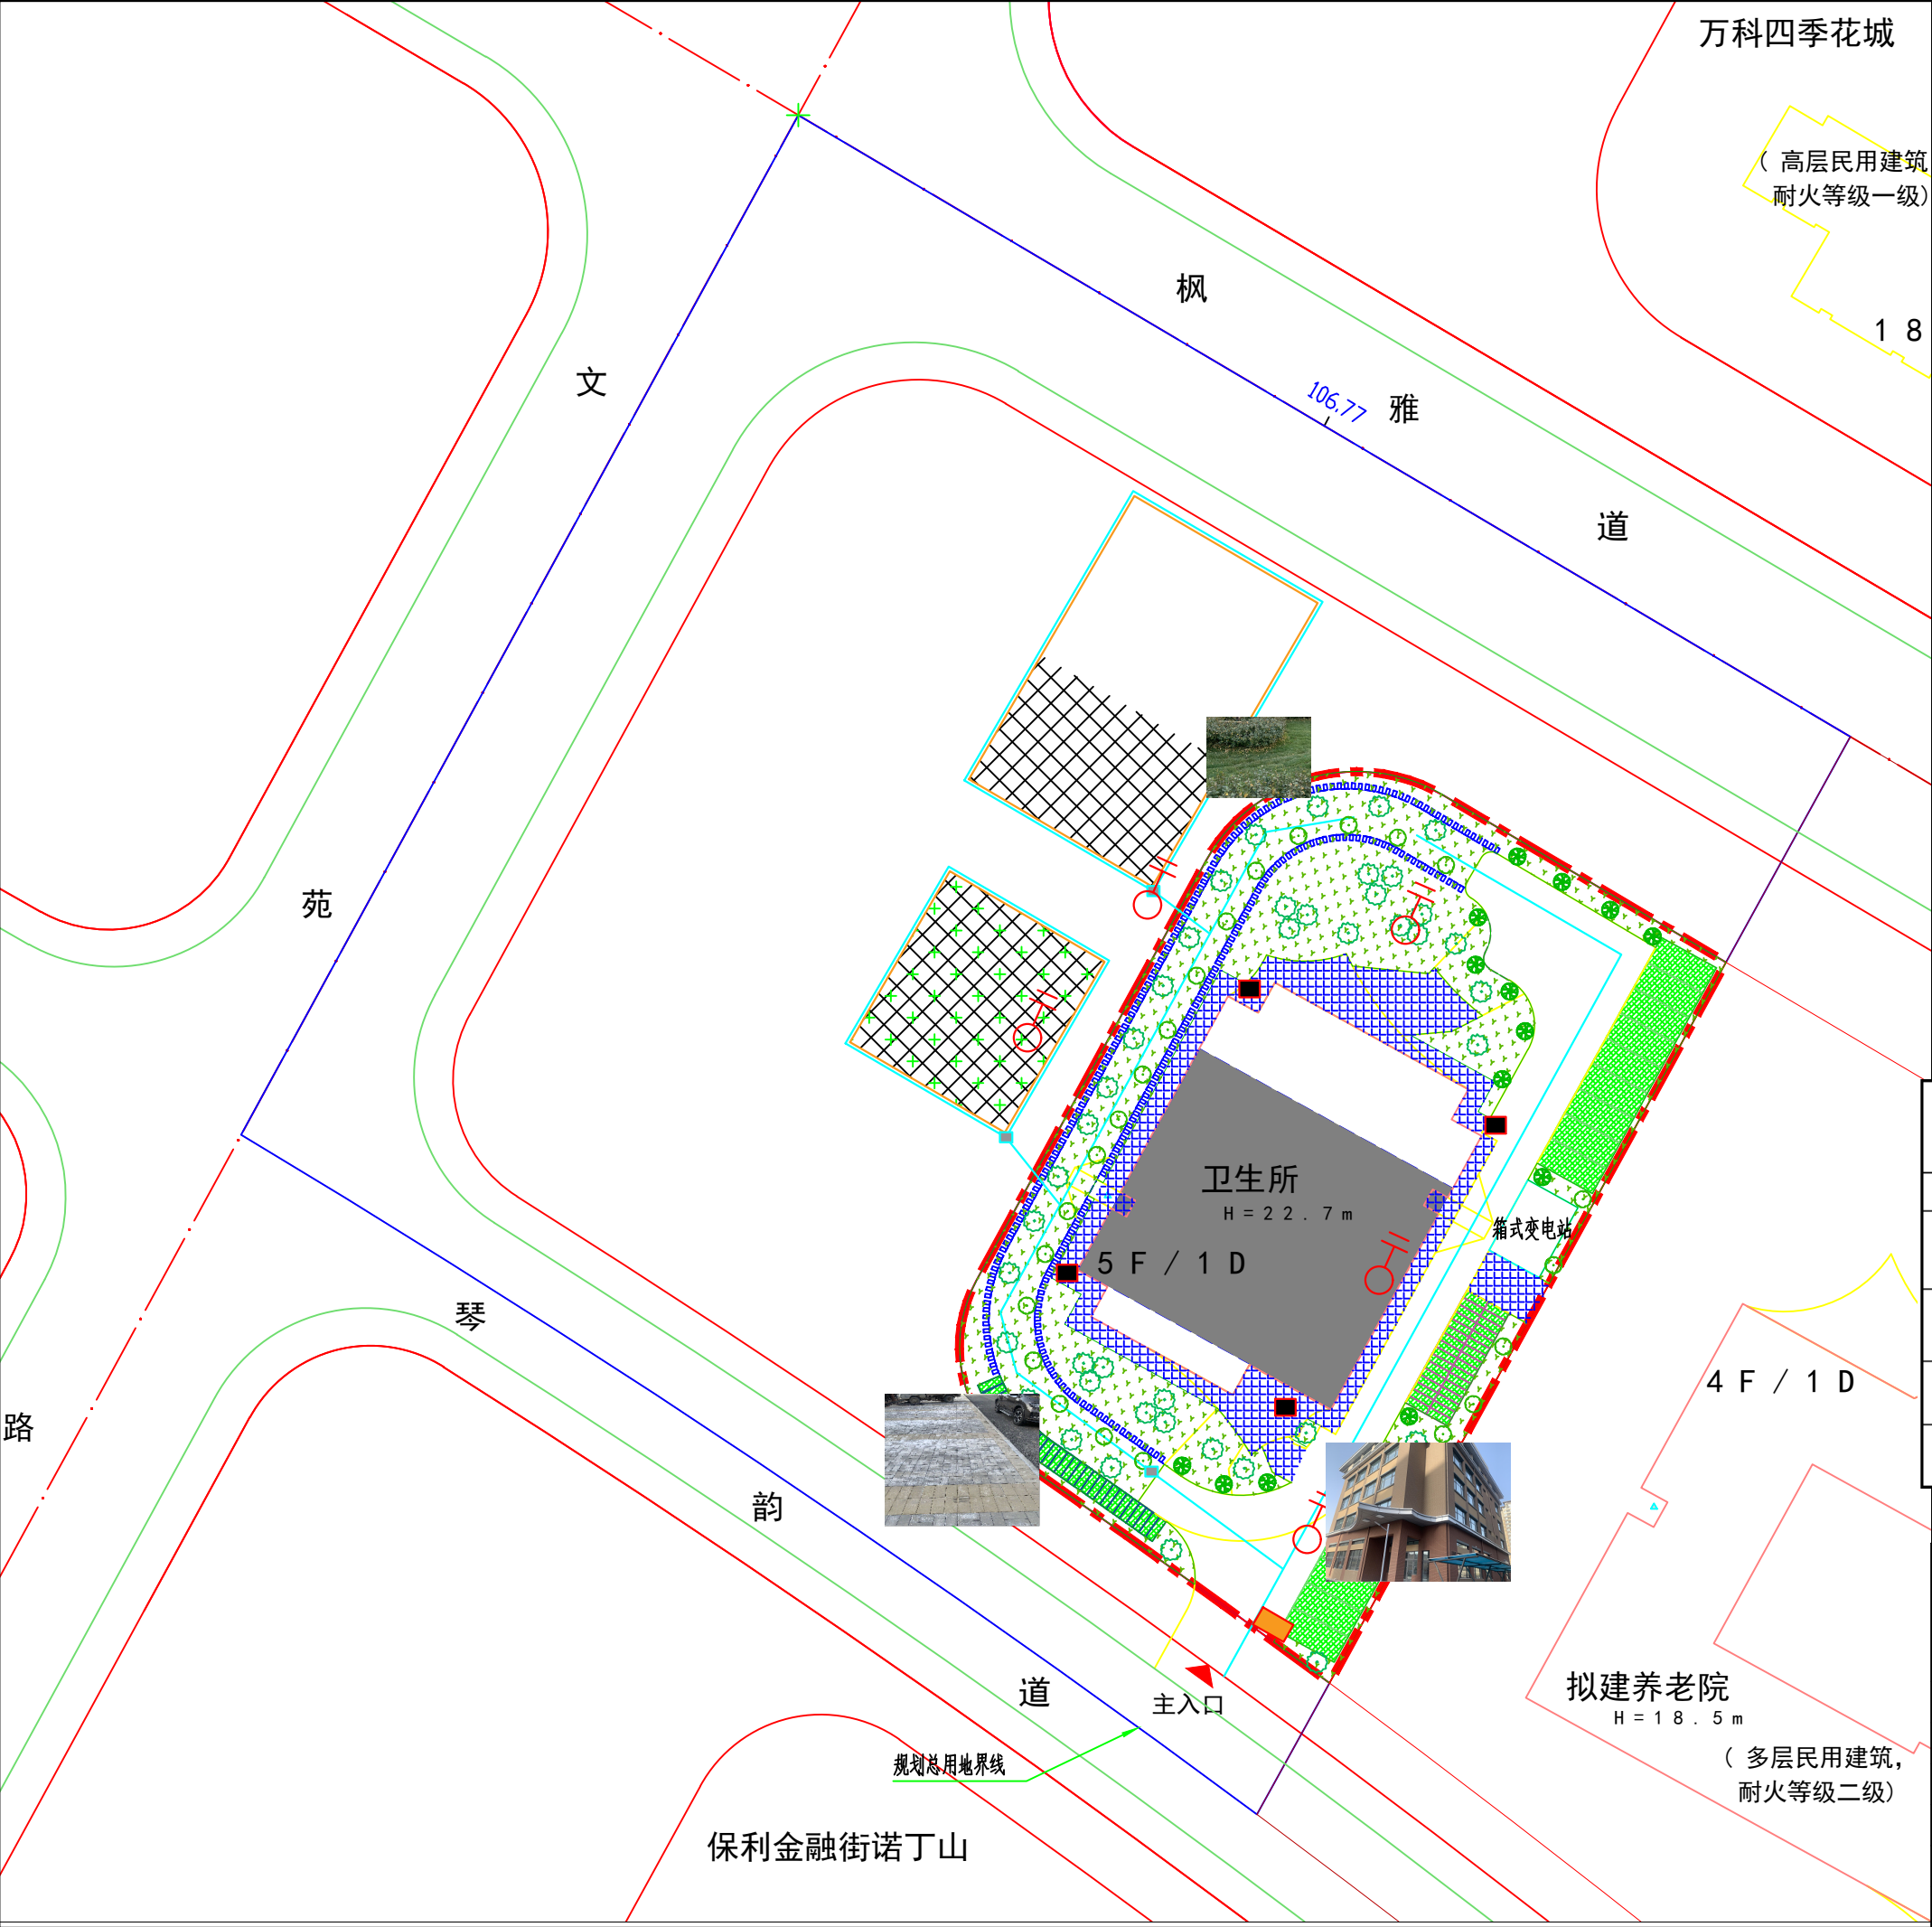 万科四季花城
( 高层民用建筑
耐火等级一级)
1 8
枫
雅
道
106.77
文
苑
路
卫生所
H=22.7m
5F/1D
箱式变电站
4F/1D
琴
韵
道
主入口
规划总用地界线
拟建养老院
H=18.5m
( 多层民用建筑，
耐火等级二级)
保利金融街诺丁山